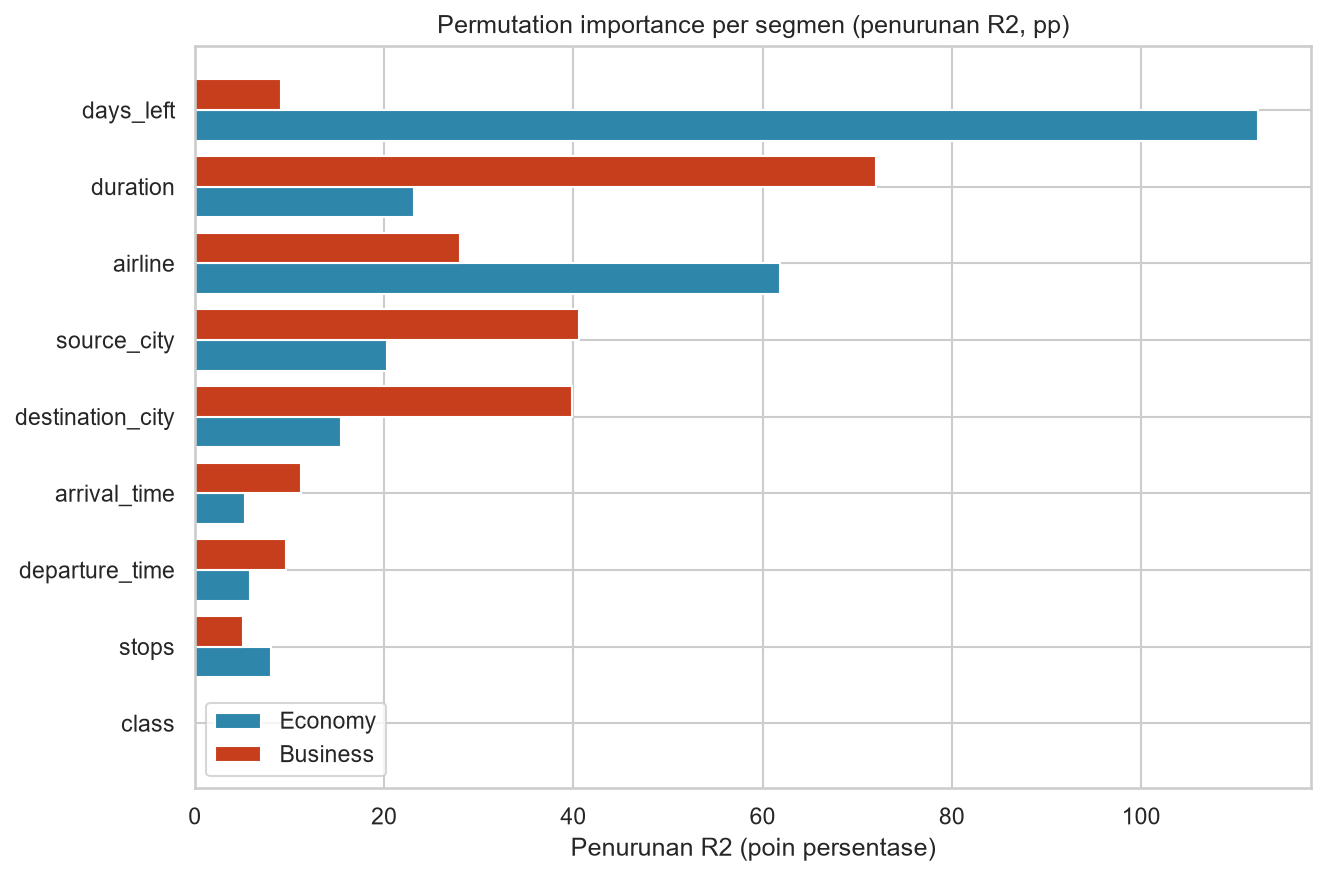 Permutation importance per segmen (penurunan R2, pp)
days_left
duration
airline
source_city
destination_city
arrival_time
departure_time
stops
class
Economy
Business
0 20 40 60 80 100
Penurunan R2 (poin persentase)